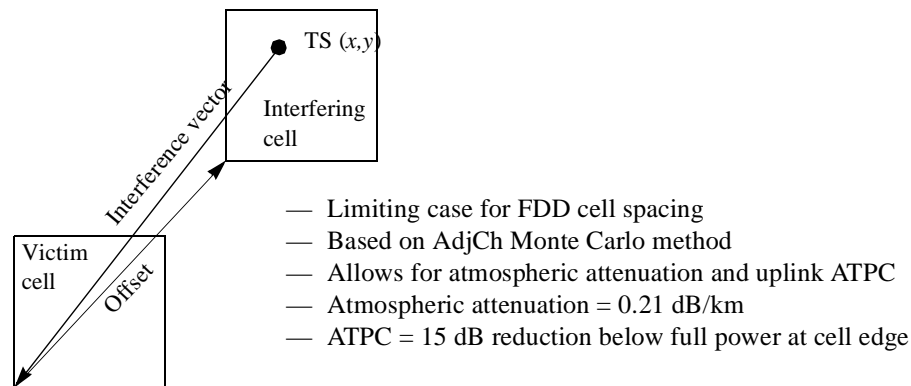 TS (x,y)
Interference vector
Interfering
cell
Victim
cell
Offset
— Limiting case for FDD cell spacing
— Based on AdjCh Monte Carlo method
— Allows for atmospheric attenuation and uplink ATPC
— Atmospheric attenuation = 0.21 dB/km
— ATPC = 15 dB reduction below full power at cell edge